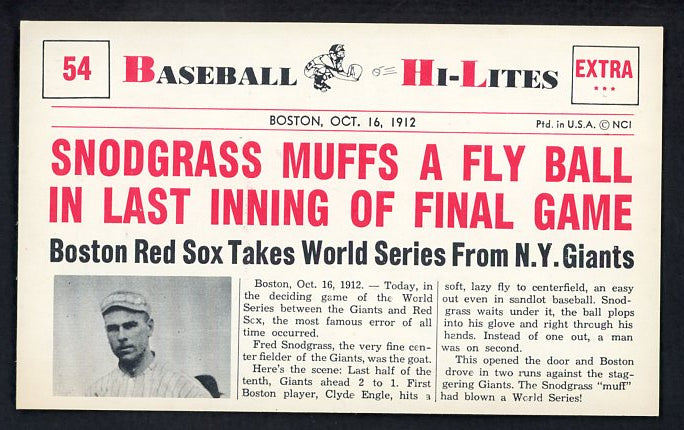 54
BASEBALL HI-LITES
EXTRA
***
BOSTON, OCT. 16, 1912
Ptd. in U.S.A. © NCI
SNODGRASS MUFFS A FLY BALL
IN LAST INNING OF FINAL GAME
Boston Red Sox Takes World Series From N.Y. Giants
Boston, Oct. 16, 1912. — Today, in
the deciding game of the World
Series between the Giants and Red
Sox, the most famous error of all
time occurred.
Fred Snodgrass, the very fine cen-
ter fielder of the Giants, was the goat.
Here's the scene: Last half of the
tenth, Giants ahead 2 to 1. First
Boston player, Clyde Engle, hits a
soft, lazy fly to centerfield, an easy
out even in sandlot baseball. Snod-
grass waits under it, the ball plops
into his glove and right through his
hands. Instead of one out, a man
was on second.
This opened the door and Boston
drove in two runs against the stag-
gering Giants. The Snodgrass "muff"
had blown a World Series!